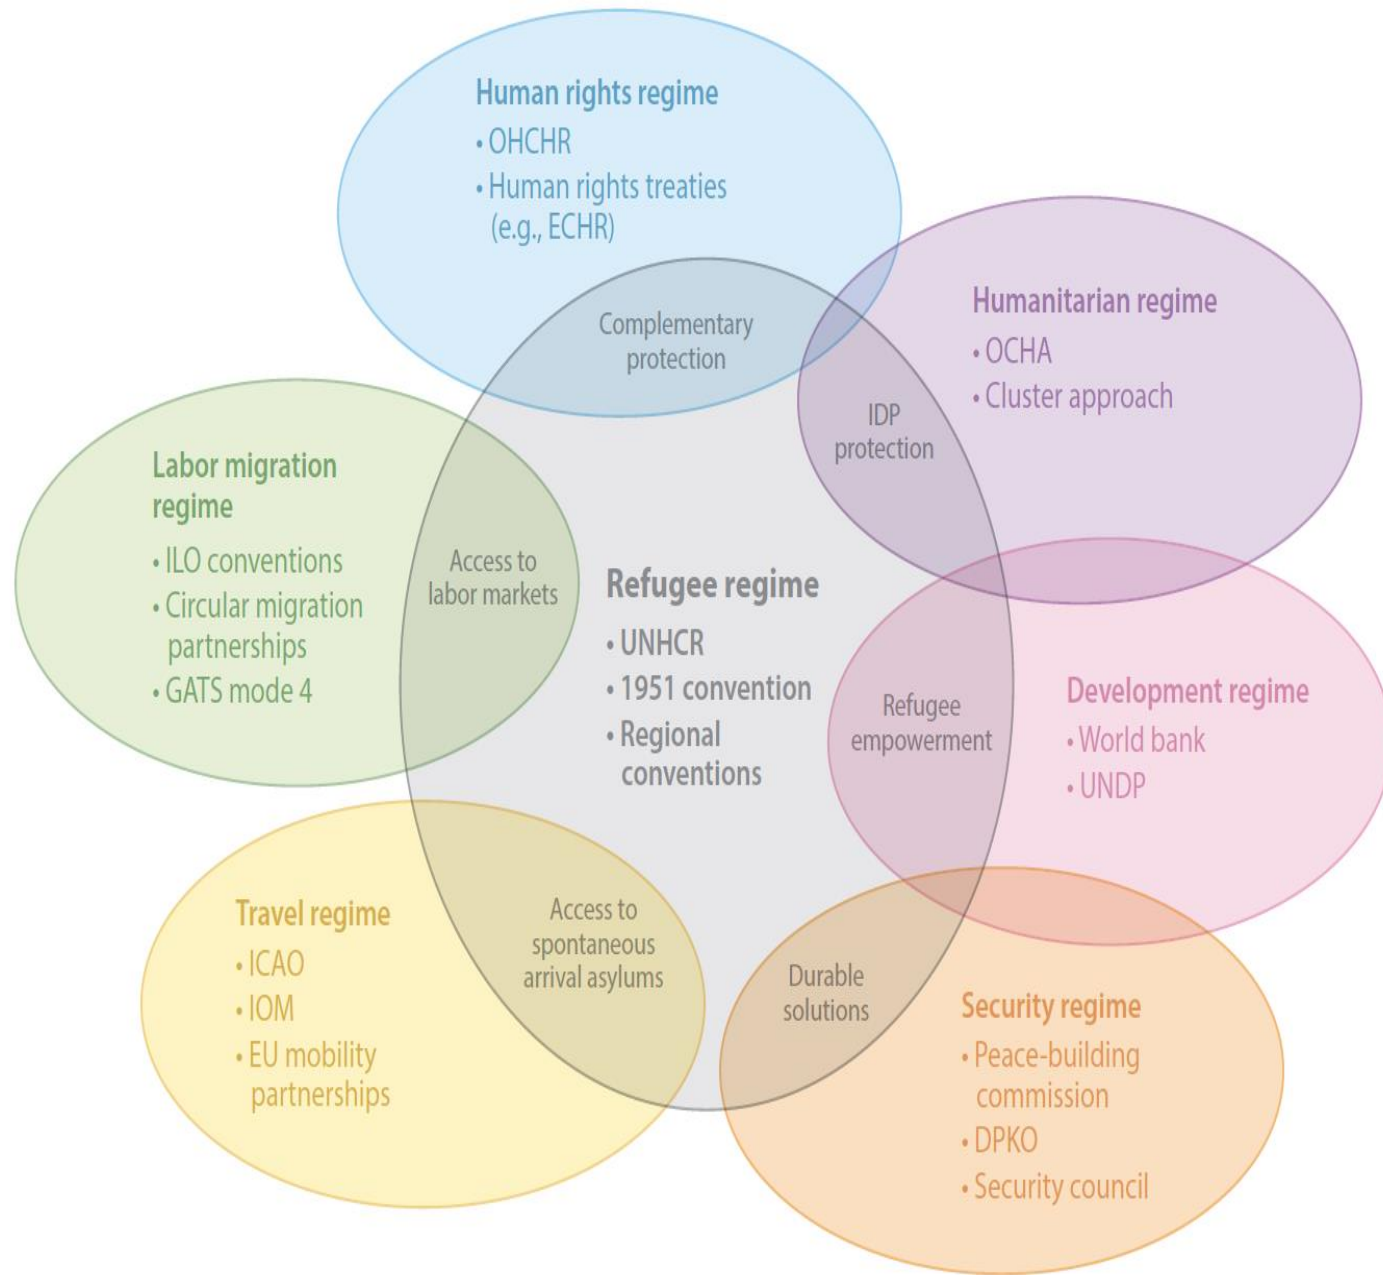 Human rights regime
• OHCHR
• Human rights treaties
(e.g., ECHR)
Complementary
protection
Humanitarian regime
• OCHA
• Cluster approach
IDP
protection
Labor migration
regime
• ILO conventions
• Circular migration
partnerships
• GATS mode 4
Access to
labor markets
Refugee regime
• UNHCR
• 1951 convention
• Regional
conventions
Refugee
empowerment
Development regime
• World bank
• UNDP
Travel regime
• ICAO
• IOM
• EU mobility
partnerships
Access to
spontaneous
arrival asylums
Durable
solutions
Security regime
• Peace-building
commission
• DPKO
• Security council